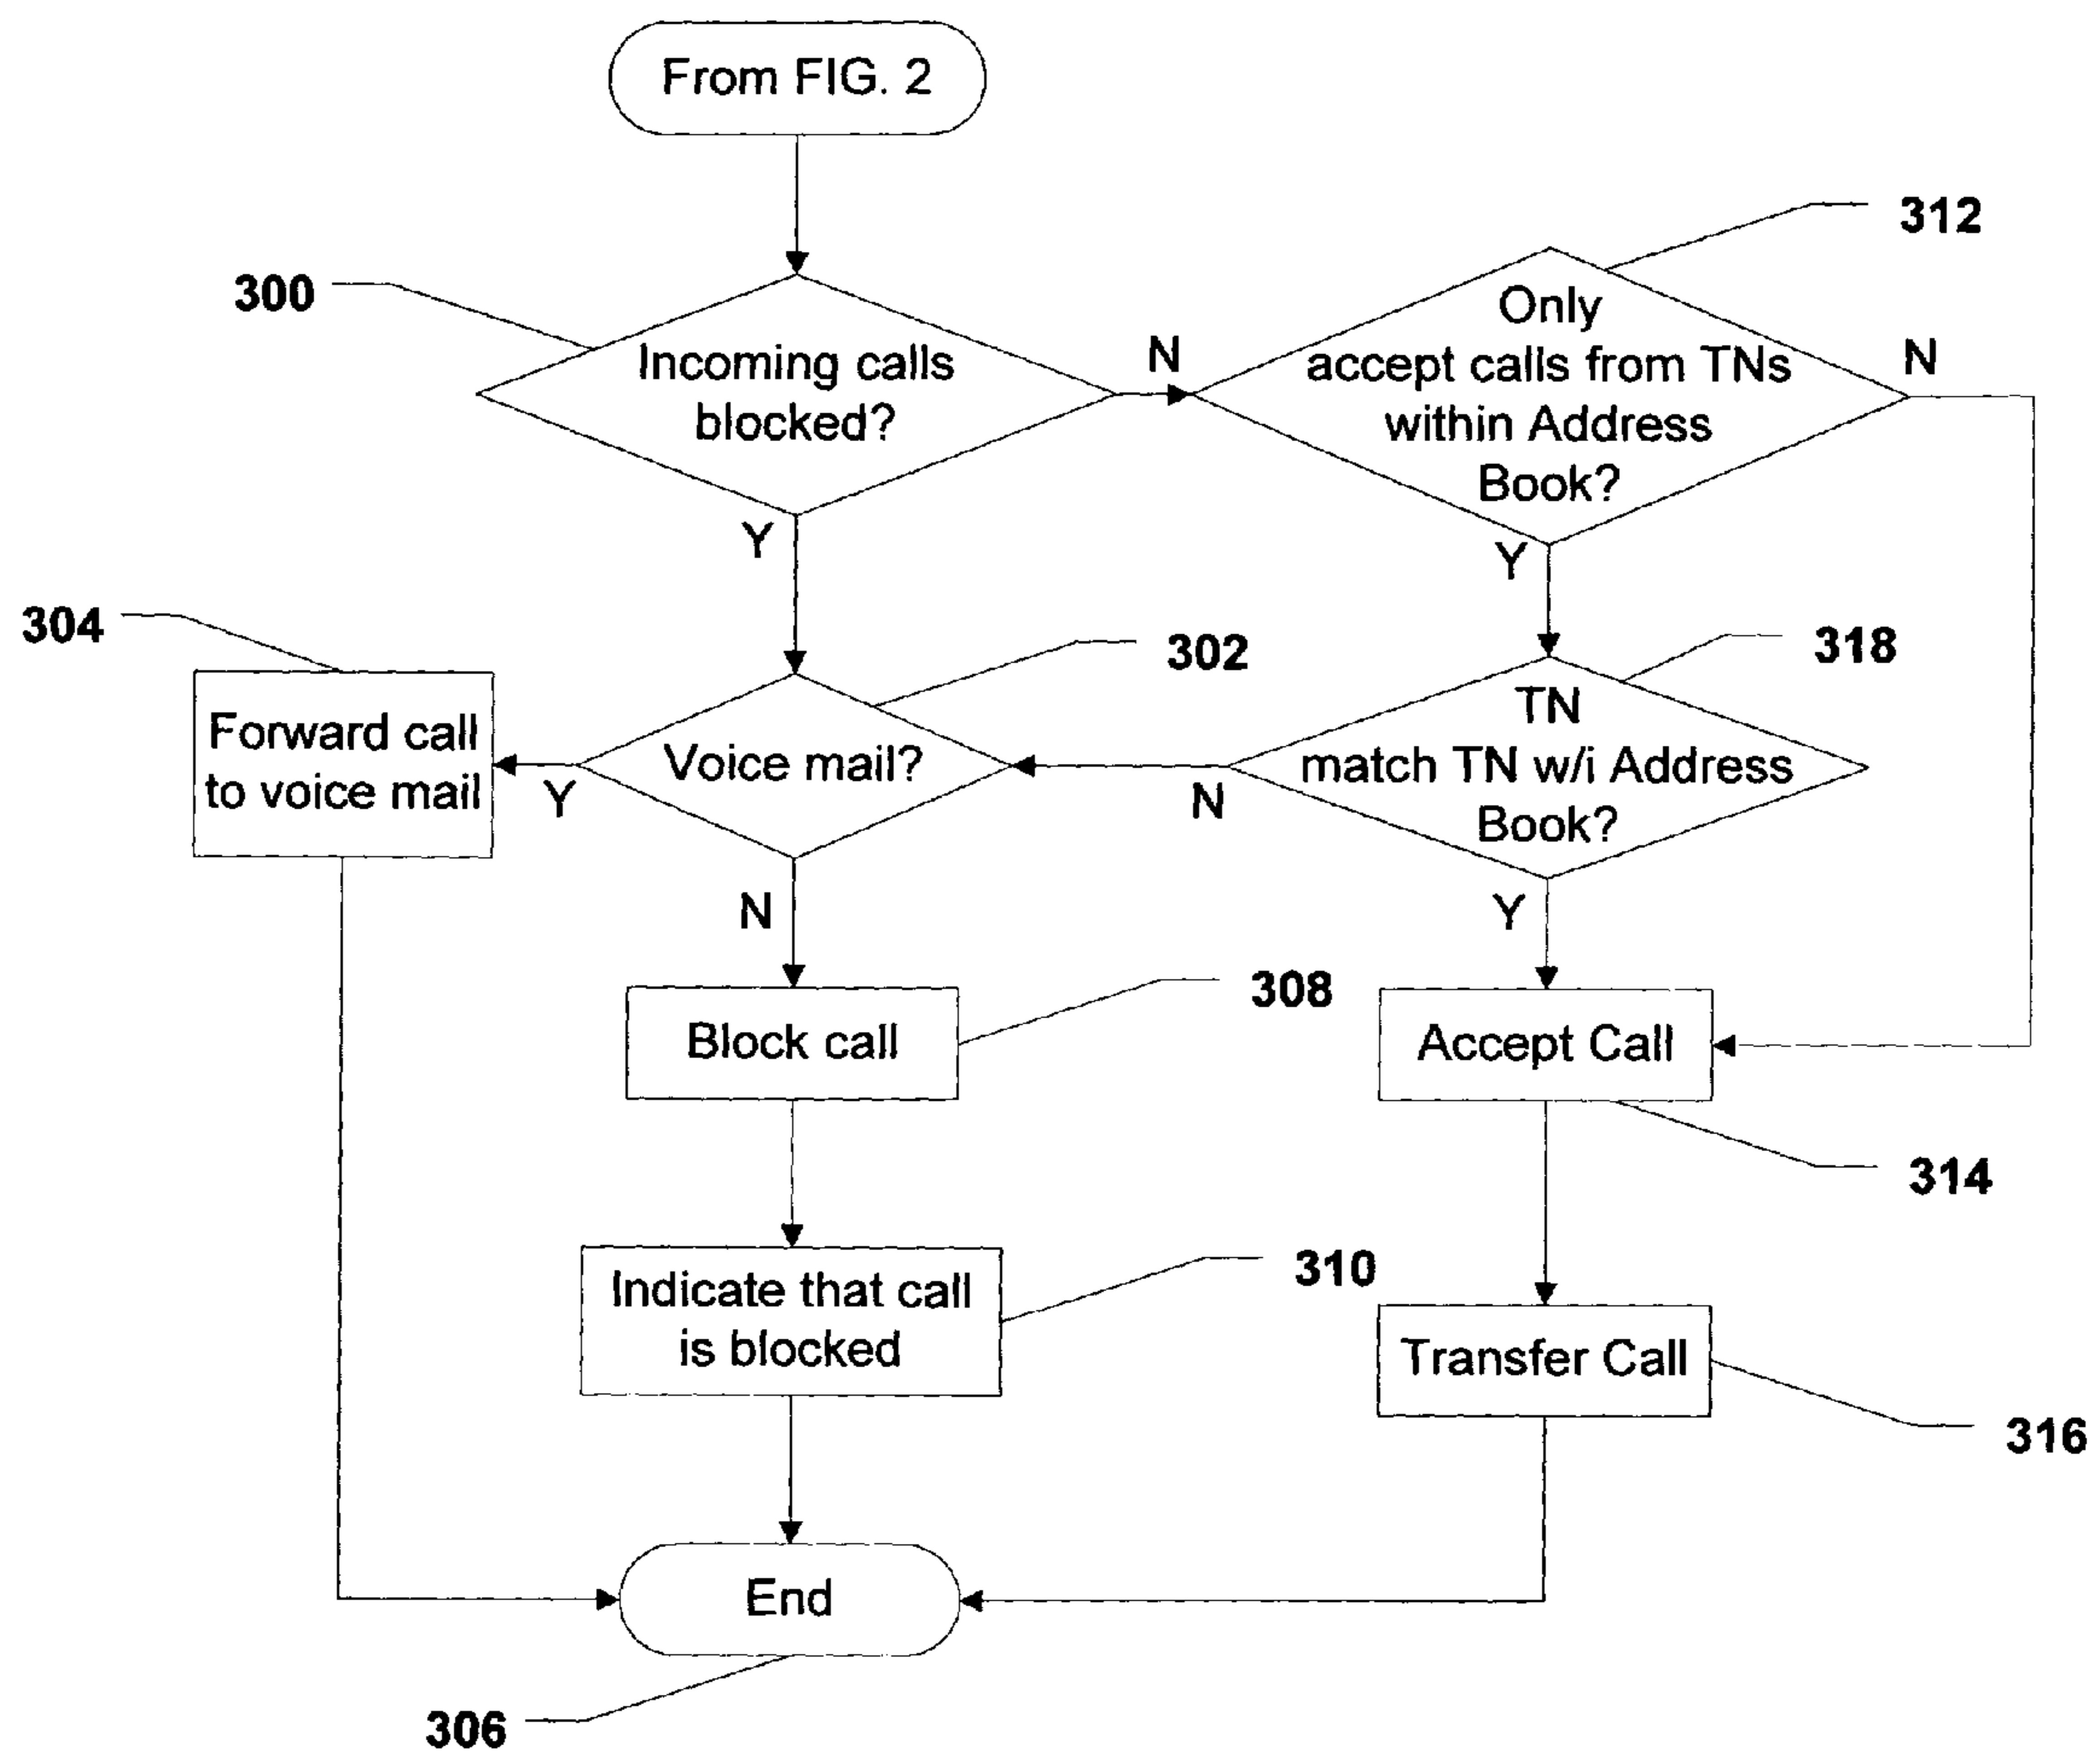 From FIG. 2
312
300
Only
accept calls from TNs
within Address
Book?
N
N
Incoming calls
blocked?
Y
Y
304
302
318
Forward call
to voice mail
Y
Voice mail?
N
TN
match TN w/i Address
Book?
N
Y
308
Block call
Accept Call
314
310
Indicate that call
is blocked
Transfer Call
316
End
306